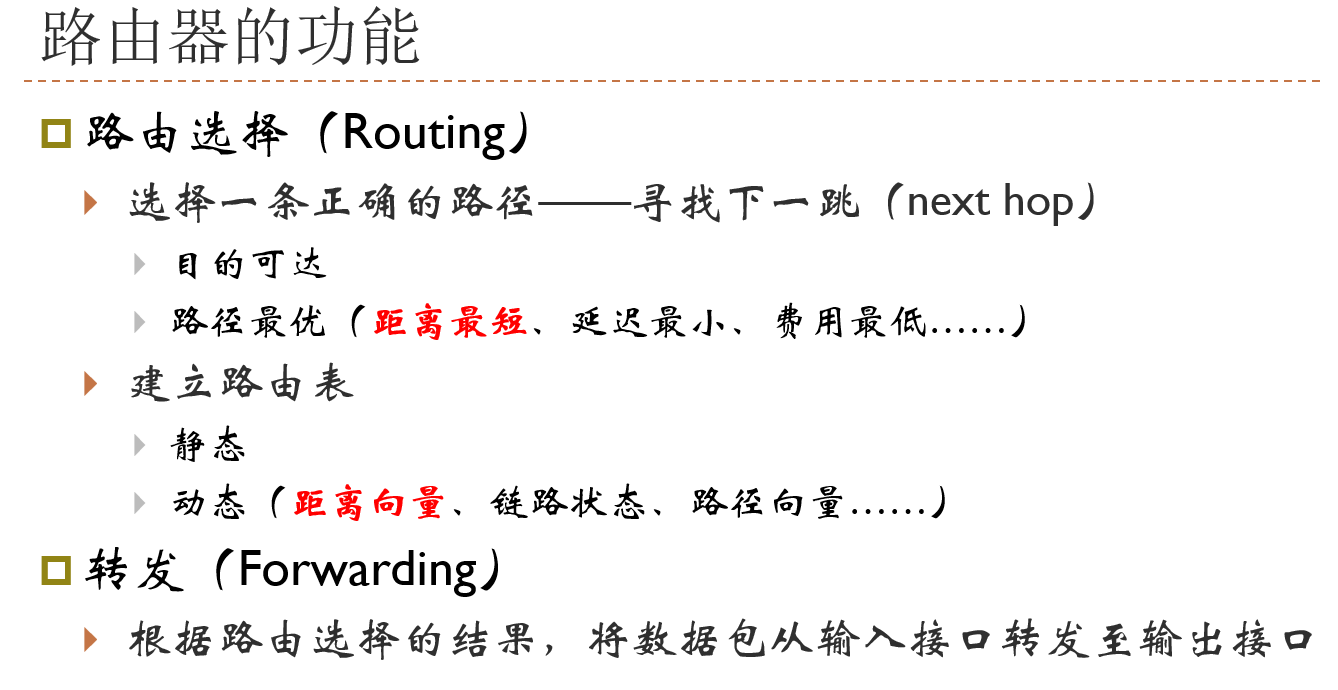 路由器的功能
路由选择（Routing）
选择一条正确的路径——寻找下一跳（next hop）
目的可达
路径最优（距离最短、延迟最小、费用最低……）
建立路由表
静态
动态（距离向量、链路状态、路径向量……）
转发（Forwarding）
根据路由选择的结果，将数据包从输入接口转发至输出接口